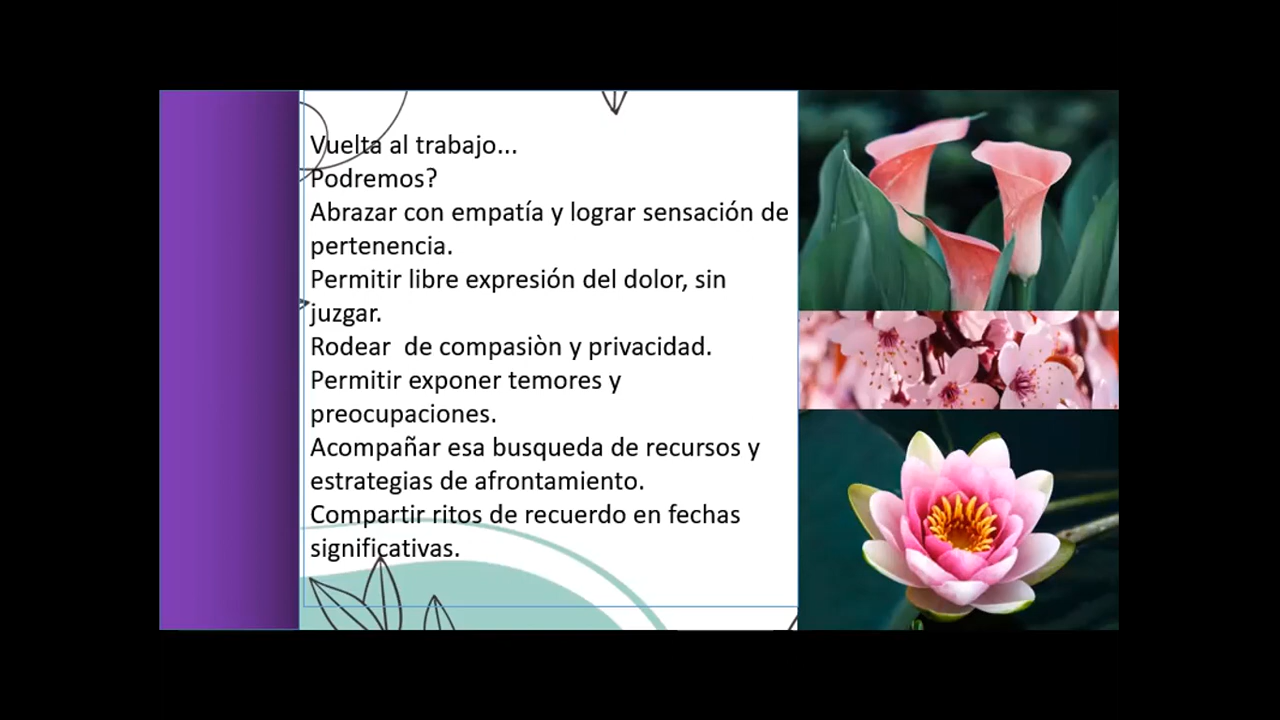 Vuelta al trabajo...
Podremos?
Abrazar con empatía y lograr sensación de
pertenencia.
Permitir libre expresión del dolor, sin
juzgar.
Rodear  de compasiòn y privacidad.
Permitir exponer temores y
preocupaciones.
Acompañar esa busqueda de recursos y
estrategias de afrontamiento.
Compartir ritos de recuerdo en fechas
significativas.